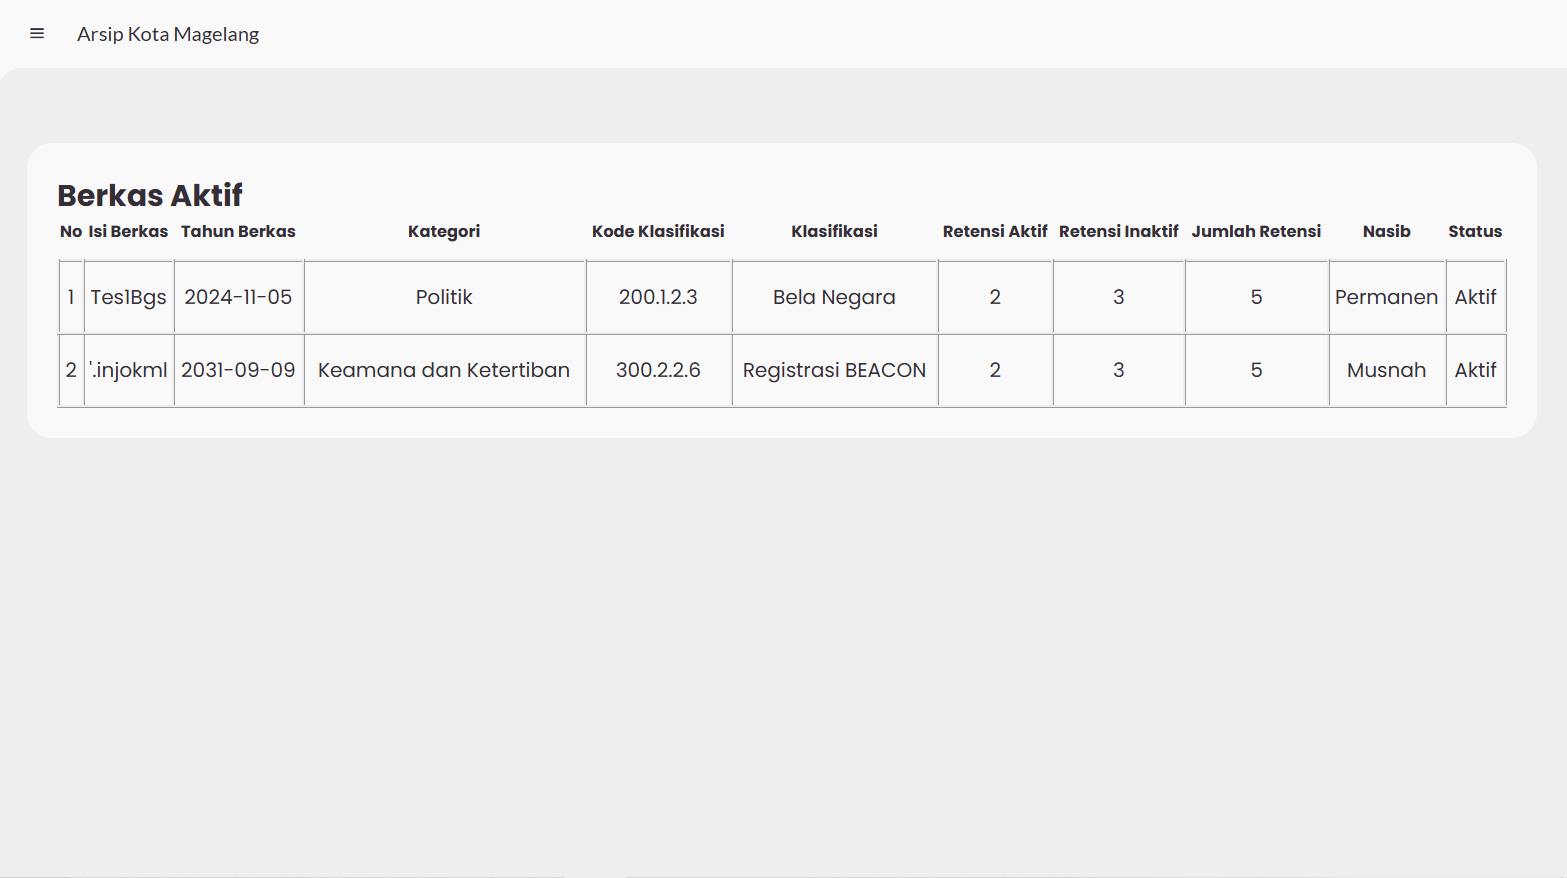 Arsip Kota Magelang
Berkas Aktif
No Isi Berkas Tahun Berkas Kategori Kode Klasifikasi Klasifikasi Retensi Aktif Retensi Inaktif Jumlah Retensi Nasib Status
1 Tes1Bgs 2024-11-05 Politik 200.1.2.3 Bela Negara 2 3 5 Permanen Aktif
2 '.injokml 2031-09-09 Keamana dan Ketertiban 300.2.2.6 Registrasi BEACON 2 3 5 Musnah Aktif